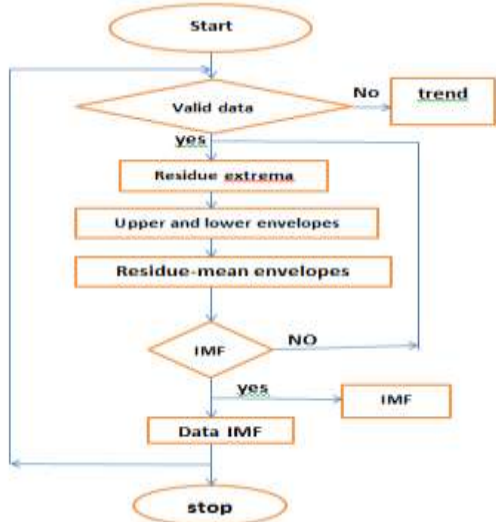 Start
Valid data
No
trend
yes
Residue extrema
Upper and lower envelopes
Residue-mean envelopes
IMF
NO
yes
IMF
Data IMF
stop